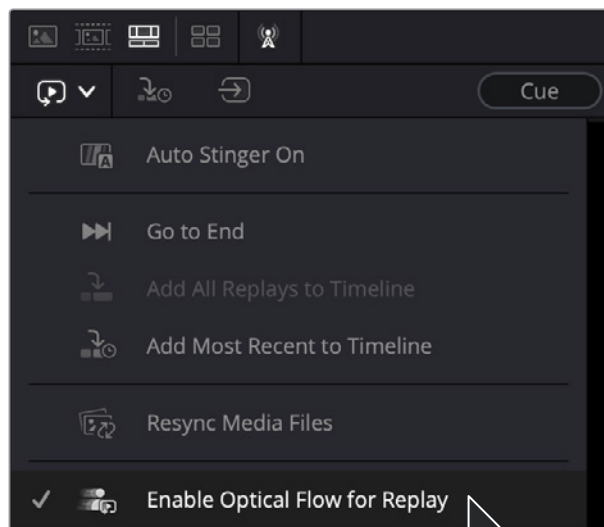 Cue
Auto Stinger On
Go to End
Add All Replays to Timeline
Add Most Recent to Timeline
Resync Media Files
Enable Optical Flow for Replay